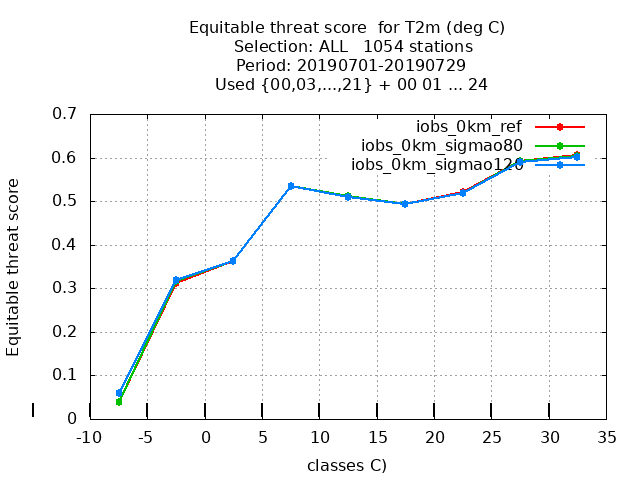 Equitable threat score for T2m (deg C)
Selection: ALL 1054 stations
Period: 20190701-20190729
Used {00,03,...,21} + 00 01 ... 24
iobs_0km_ref
iobs_0km_sigmao80
iobs_0km_sigmao120
Equitable threat score
0.7
0.6
0.5
0.4
0.3
0.2
0.1
0
-10 -5 0 5 10 15 20 25 30 35
classes C)